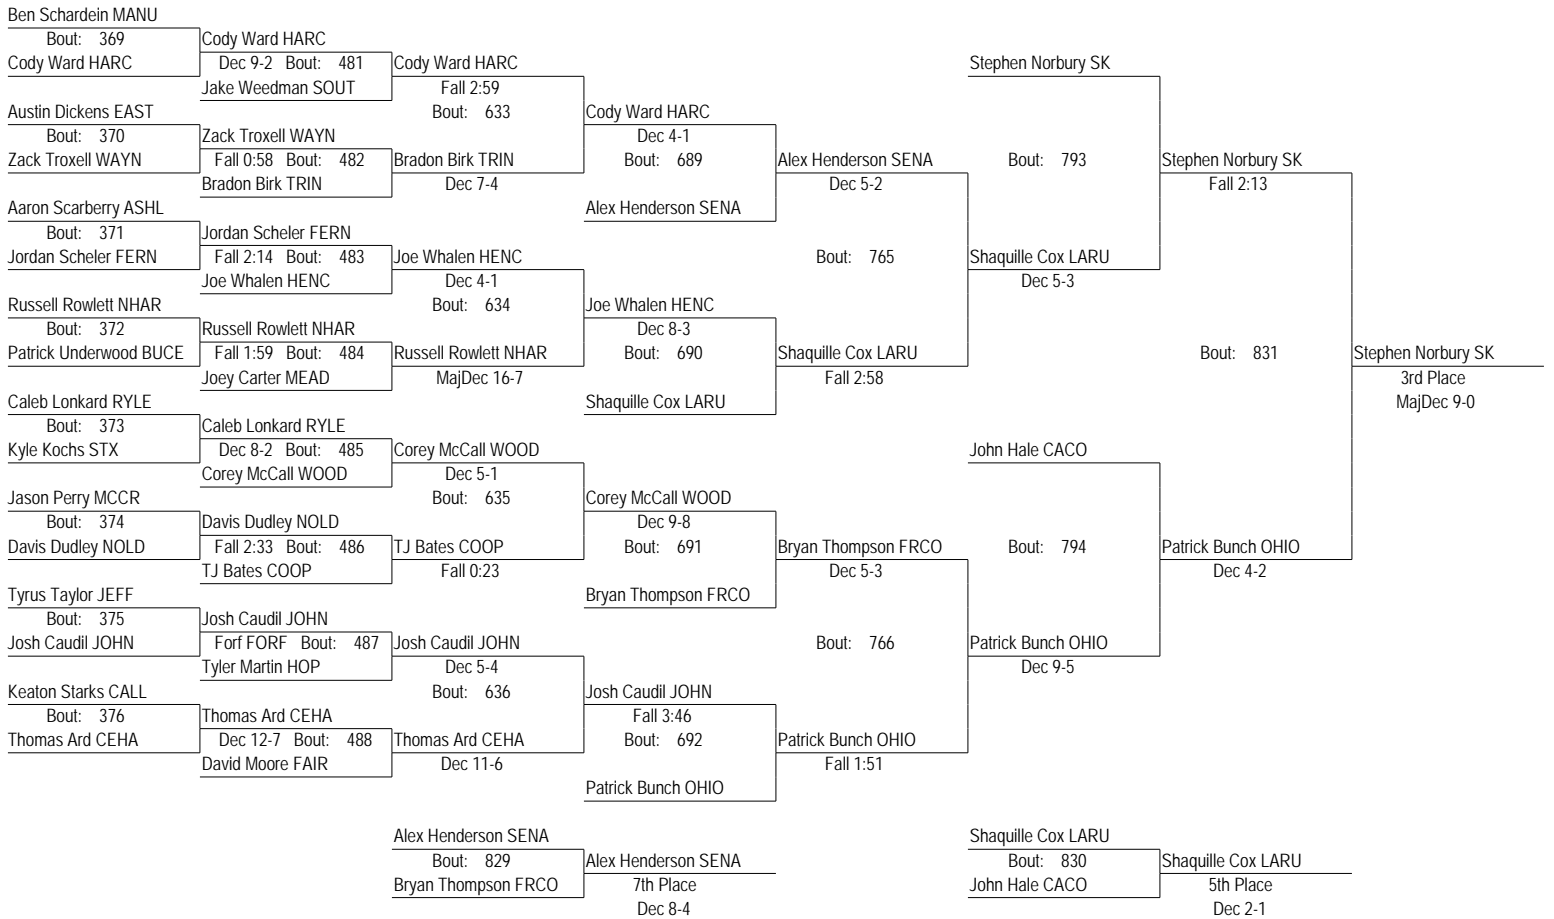 Ben Schardein MANU
Bout: 369
Cody Ward HARC
Cody Ward HARC
Dec 9-2 Bout: 481
Jake Weedman SOUT
Cody Ward HARC
Fall 2:59
Bout: 633
Austin Dickens EAST
Bout: 370
Zack Troxell WAYN
Zack Troxell WAYN
Fall 0:58 Bout: 482
Bradon Birk TRIN
Bradon Birk TRIN
Dec 7-4
Cody Ward HARC
Dec 4-1
Bout: 689
Alex Henderson SENA
Aaron Scarberry ASHL
Bout: 371
Jordan Scheler FERN
Jordan Scheler FERN
Fall 2:14 Bout: 483
Joe Whalen HENC
Joe Whalen HENC
Dec 4-1
Bout: 634
Russell Rowlett NHAR
Bout: 372
Patrick Underwood BUCE
Russell Rowlett NHAR
Fall 1:59 Bout: 484
Joey Carter MEAD
Russell Rowlett NHAR
MajDec 16-7
Joe Whalen HENC
Dec 8-3
Bout: 690
Shaquille Cox LARU
Alex Henderson SENA
Dec 5-2
Bout: 765
Shaquille Cox LARU
Fall 2:58
Stephen Norbury SK
Bout: 793
Shaquille Cox LARU
Dec 5-3
Stephen Norbury SK
Fall 2:13
Caleb Lonkard RYLE
Bout: 373
Kyle Kochs STX
Caleb Lonkard RYLE
Dec 8-2 Bout: 485
Corey McCall WOOD
Corey McCall WOOD
Dec 5-1
Bout: 635
Jason Perry MCCR
Bout: 374
Davis Dudley NOLD
Davis Dudley NOLD
Fall 2:33 Bout: 486
TJ Bates COOP
TJ Bates COOP
Fall 0:23
Corey McCall WOOD
Dec 9-8
Bout: 691
Bryan Thompson FRCO
Tyrus Taylor JEFF
Bout: 375
Josh Caudil JOHN
Josh Caudil JOHN
Forf FORF Bout: 487
Tyler Martin HOP
Josh Caudil JOHN
Dec 5-4
Bout: 636
Keaton Starks CALL
Bout: 376
Thomas Ard CEHA
Thomas Ard CEHA
Dec 12-7 Bout: 488
David Moore FAIR
Thomas Ard CEHA
Dec 11-6
Josh Caudil JOHN
Fall 3:46
Bout: 692
Patrick Bunch OHIO
Bryan Thompson FRCO
Dec 5-3
Bout: 766
Patrick Bunch OHIO
Fall 1:51
John Hale CACO
Bout: 794
Patrick Bunch OHIO
Dec 9-5
Patrick Bunch OHIO
Dec 4-2
Bout: 831
Stephen Norbury SK
3rd Place
MajDec 9-0
Alex Henderson SENA
Bout: 829
Bryan Thompson FRCO
Alex Henderson SENA
7th Place
Dec 8-4
Shaquille Cox LARU
Bout: 830
John Hale CACO
Shaquille Cox LARU
5th Place
Dec 2-1